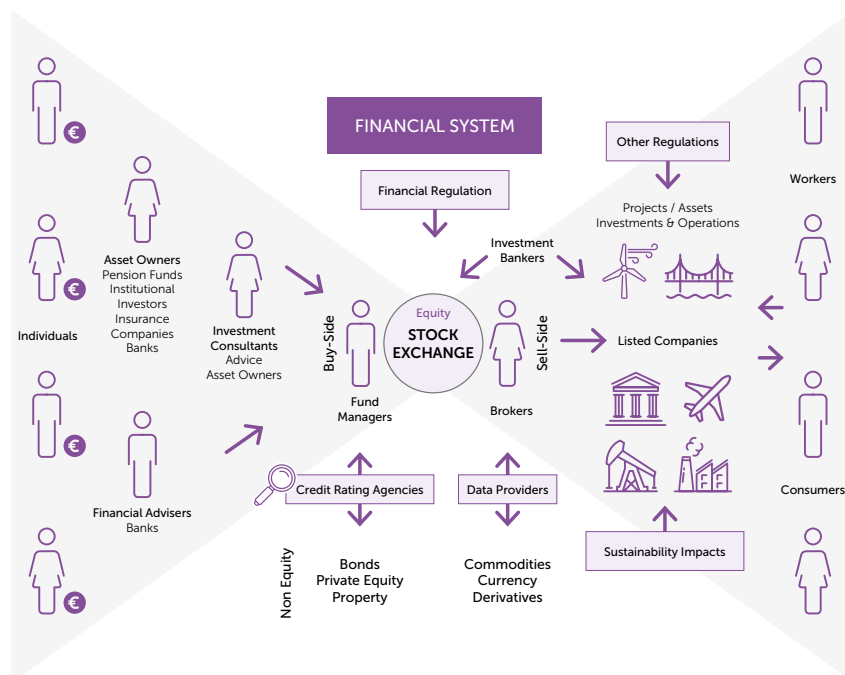 FINANCIAL SYSTEM
Financial Regulation
Other Regulations
Projects / Assets
Investments & Operations
Workers
Investment
Bankers
€
€
€
€
Individuals
Asset Owners
Pension Funds
Institutional
Investors
Insurance
Companies
Banks
Investment
Consultants
Advice
Asset Owners
Financial Advisers
Banks
Buy-Side
Fund
Managers
Equity
STOCK
EXCHANGE
Brokers
Sell-Side
Listed Companies
Consumers
Credit Rating Agencies
Data Providers
Sustainability Impacts
Non Equity
Bonds
Private Equity
Property
Commodities
Currency
Derivatives